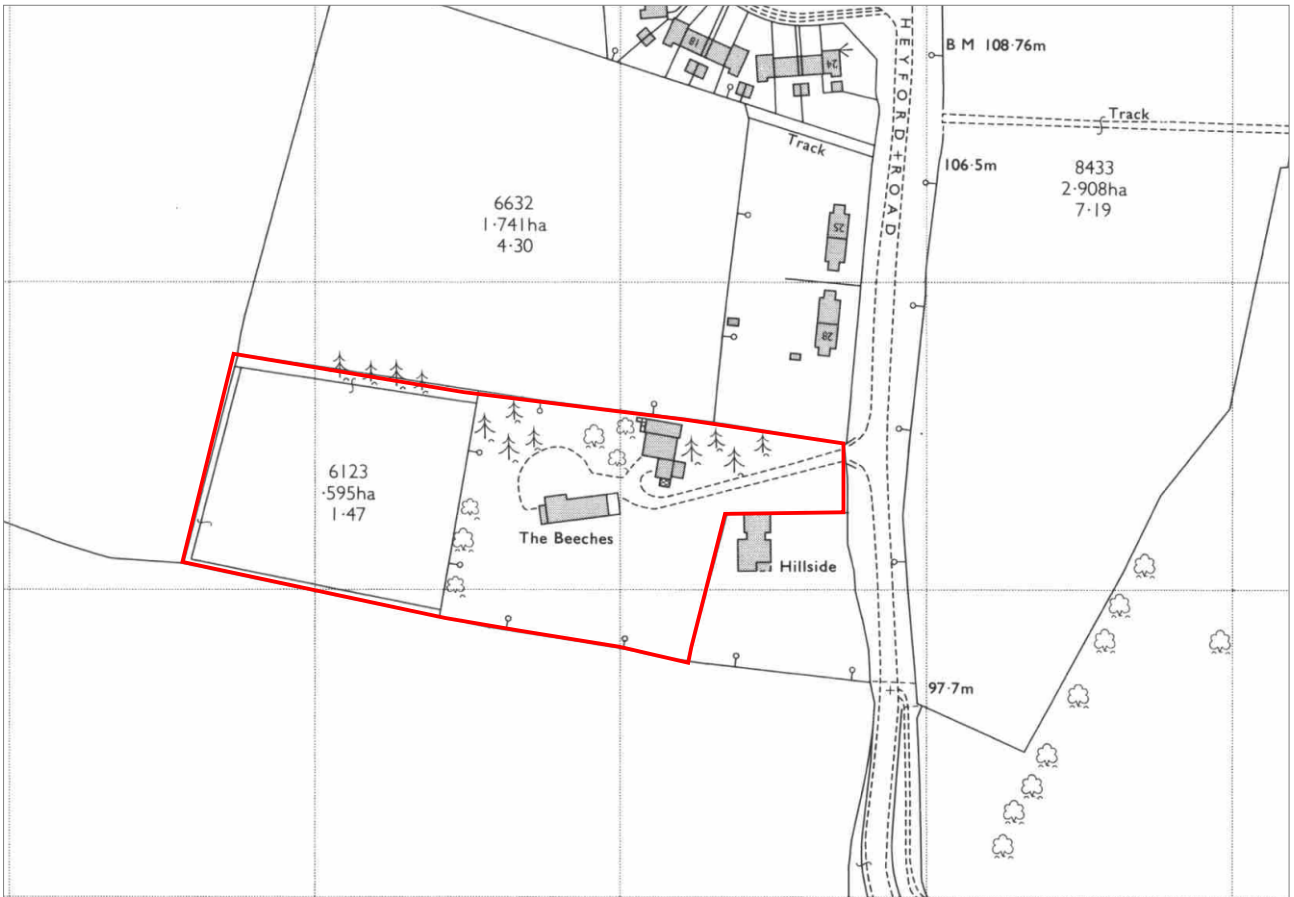 18
24
HEYFORD ROAD
B M 108·76m
Track
Track
106·5m
8433
2·908ha
7·19
6632
1·741ha
4·30
25
28
6123
·595ha
1·47
The Beeches
Hillside
97·7m